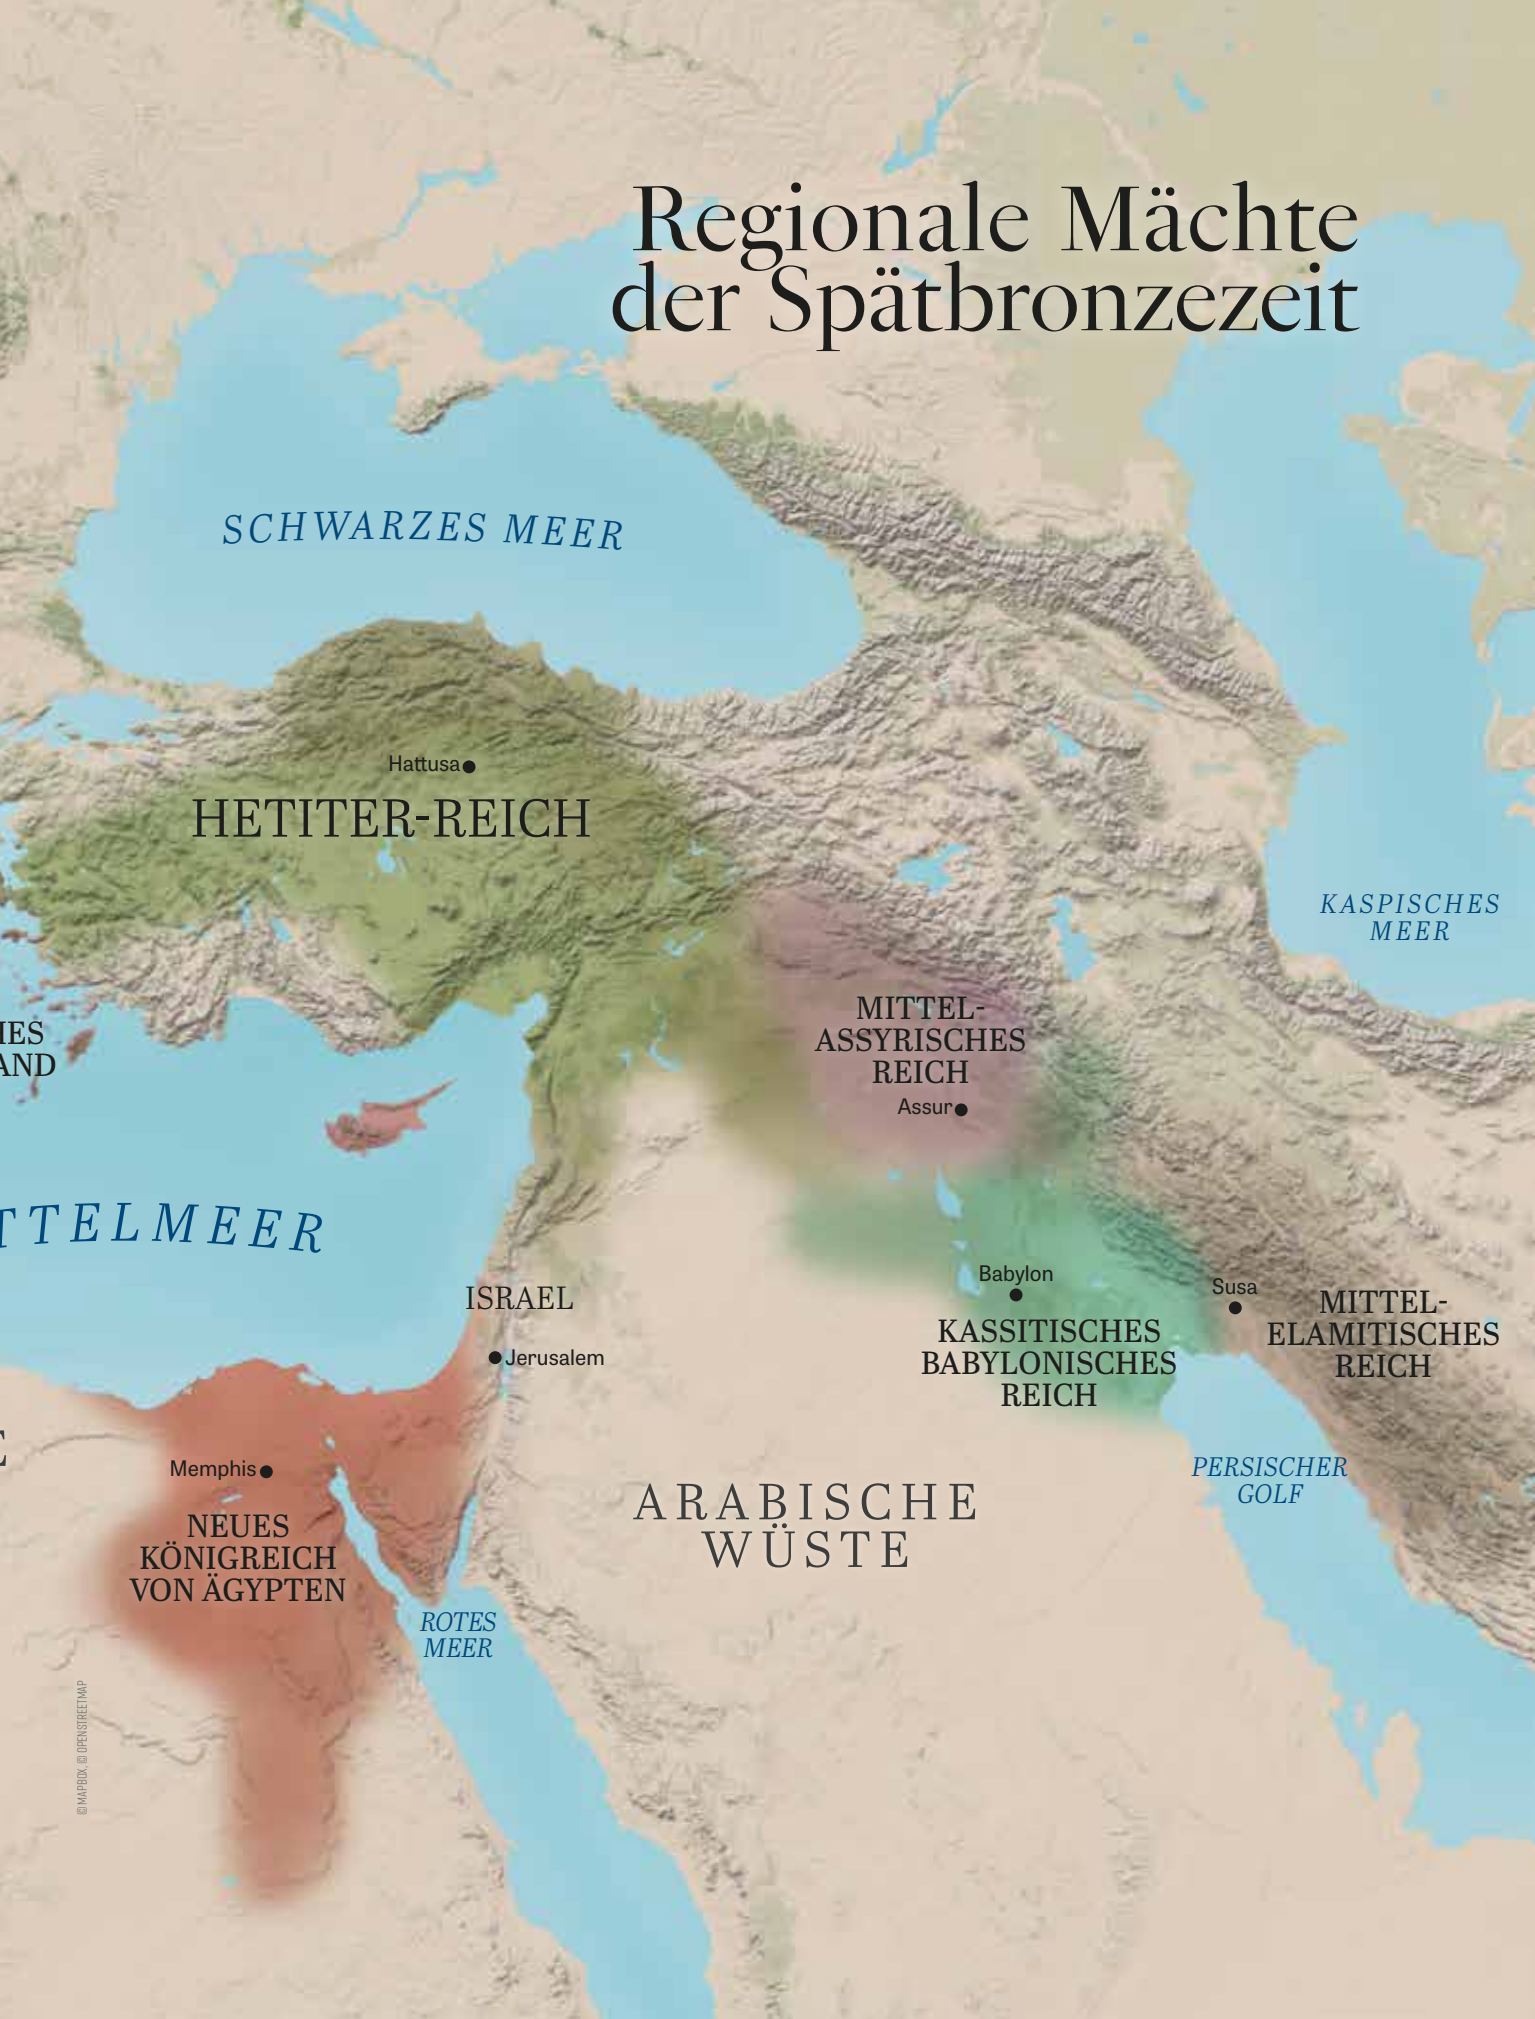 Regionale Mächte
der Spätbronzezeit
SCHWARZES MEER
Hattusa
HETITER-REICH
KASPISCHES
MEER
MITTEL-
ASSYRISCHES
REICH
Assur
IES
AND
TTELMEER
ISRAEL
Jerusalem
Babylon
KASSITISCHES
BABYLONISCHES
REICH
Susa
MITTEL-
ELAMITISCHES
REICH
Memphis
NEUES
KÖNIGREICH
VON ÄGYPTEN
ARABISCHE
WÜSTE
PERSISCHER
GOLF
ROTES
MEER
E
© MAPBOX, © OPENSTREETMAP